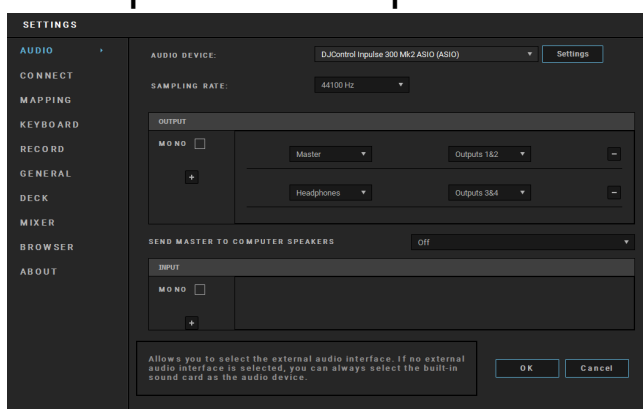 SETTINGS
AUDIO
CONNECT
MAPPING
KEYBOARD
RECORD
GENERAL
DECK
MIXER
BROWSER
ABOUT
AUDIO DEVICE: DJControl Inpulse 300 Mk2 ASIO (ASIO) Settings
SAMPLING RATE: 44100 Hz
OUTPUT
MONO
+
Master Outputs 1&2 −
Headphones Outputs 3&4 −
SEND MASTER TO COMPUTER SPEAKERS Off
INPUT
MONO
+
Allows you to select the external audio interface. If no external
audio interface is selected, you can always select the built-in
sound card as the audio device.
OK Cancel